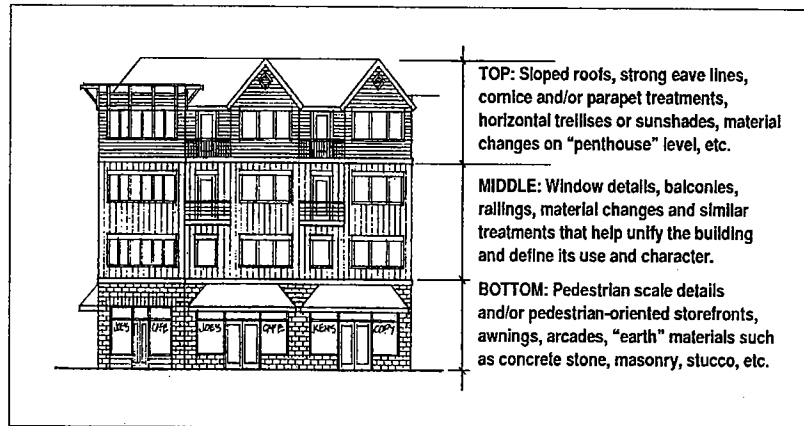 TOP: Sloped roofs, strong eave lines,
cornice and/or parapet treatments,
horizontal trellises or sunshades, material
changes on "penthouse" level, etc.
MIDDLE: Window details, balconies,
railings, material changes and similar
treatments that help unify the building
and define its use and character.
BOTTOM: Pedestrian scale details
and/or pedestrian-oriented storefronts,
awnings, arcades, "earth" materials such
as concrete stone, masonry, stucco, etc.
JOE'S CAFE JOE'S CAFE KEN'S COPY